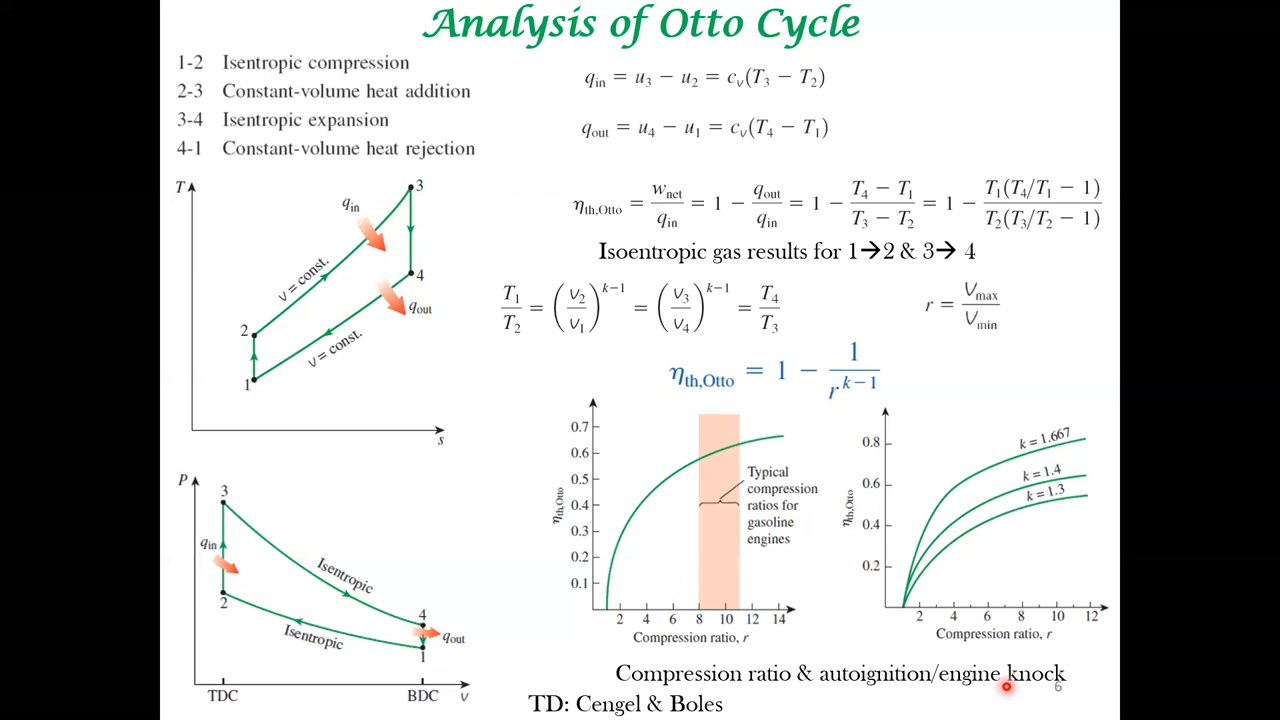 Analysis of Otto Cycle
1-2 Isentropic compression
2-3 Constant-volume heat addition
3-4 Isentropic expansion
4-1 Constant-volume heat rejection
q_in = u_3 − u_2 = c_v(T_3 − T_2)
q_out = u_4 − u_1 = c_v(T_4 − T_1)
η_th,Otto = w_net/q_in = 1 − q_out/q_in = 1 − (T_4 − T_1)/(T_3 − T_2) = 1 − T_1(T_4/T_1 − 1)/T_2(T_3/T_2 − 1)
Isoentropic gas results for 1→2 & 3→ 4
T_1/T_2 = (v_2/v_1)^(k−1) = (v_3/v_4)^(k−1) = T_4/T_3
r = V_max/V_min
η_th,Otto = 1 − 1/r^(k−1)
T
3
q_in
v = const.
4
q_out
2
v = const.
1
s
P
3
q_in
Isentropic
2
4
q_out
Isentropic
1
TDC
BDC
v
0.7
0.6
0.5
0.4
0.3
0.2
0.1
η_th,Otto
Typical
compression
ratios for
gasoline
engines
2 4 6 8 10 12 14
Compression ratio, r
0.8
0.6
0.4
0.2
η_th,Otto
k = 1.667
k = 1.4
k = 1.3
2 4 6 8 10 12
Compression ratio, r
Compression ratio & autoignition/engine knock
6
TD: Cengel & Boles